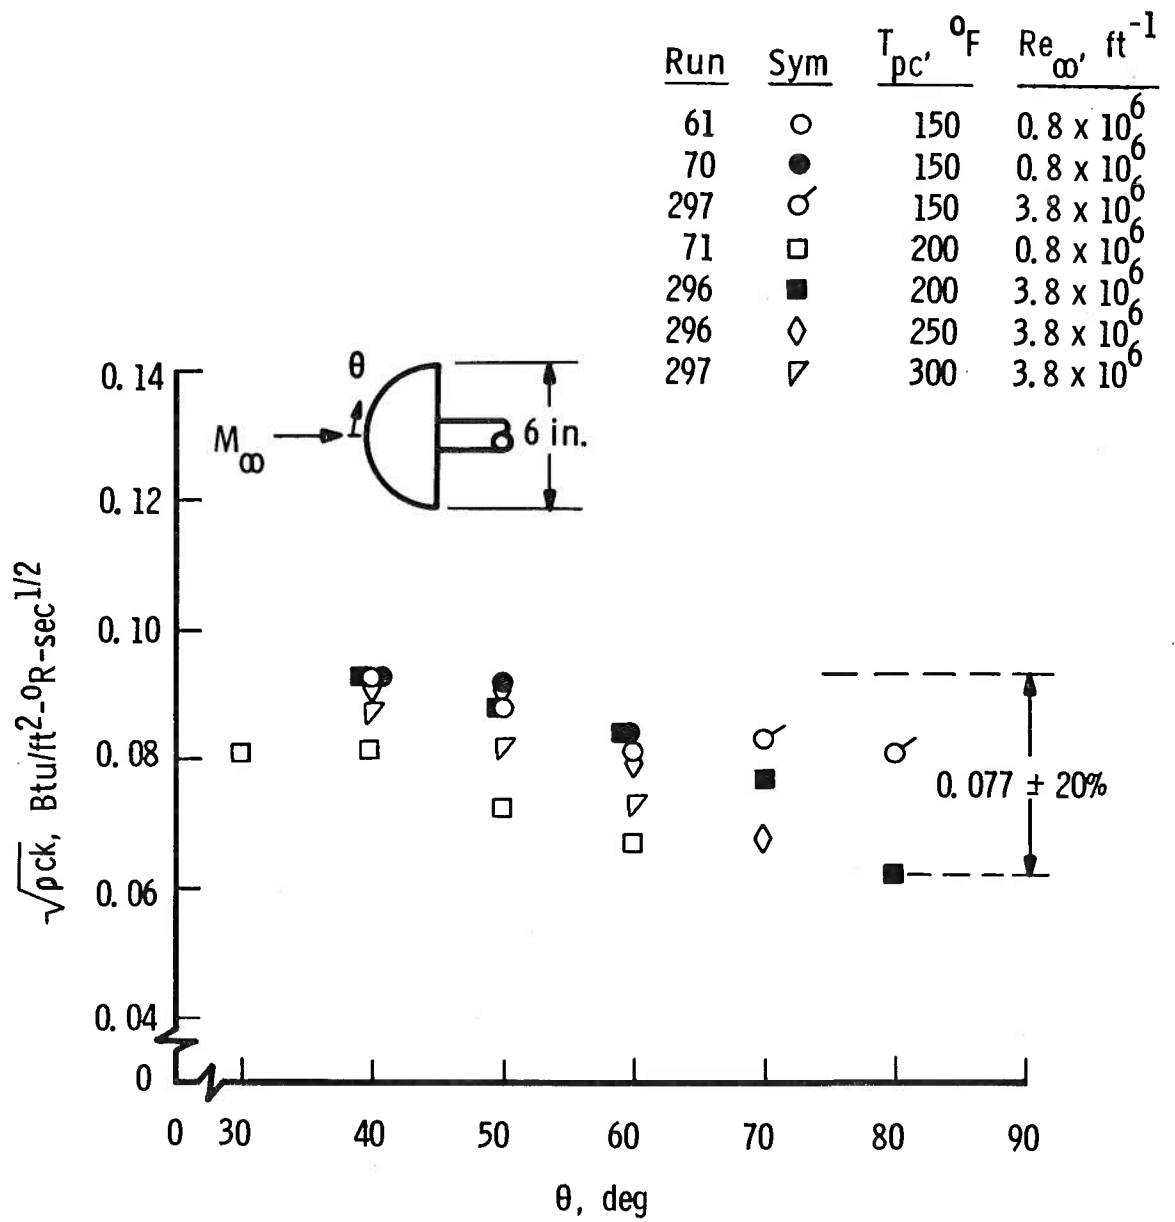 Run Sym T_pc, °F Re_∞, ft^-1
61 ○ 150 0.8 x 10^6
70 ● 150 0.8 x 10^6
297 150 3.8 x 10^6
71 □ 200 0.8 x 10^6
296 ■ 200 3.8 x 10^6
296 ◇ 250 3.8 x 10^6
297 300 3.8 x 10^6
θ
M_∞
6 in.
0.14
0.12
0.10
0.08
0.06
0.04
0
√ρck, Btu/ft^2-°R-sec^1/2
0.077 ± 20%
0 30 40 50 60 70 80 90
θ, deg